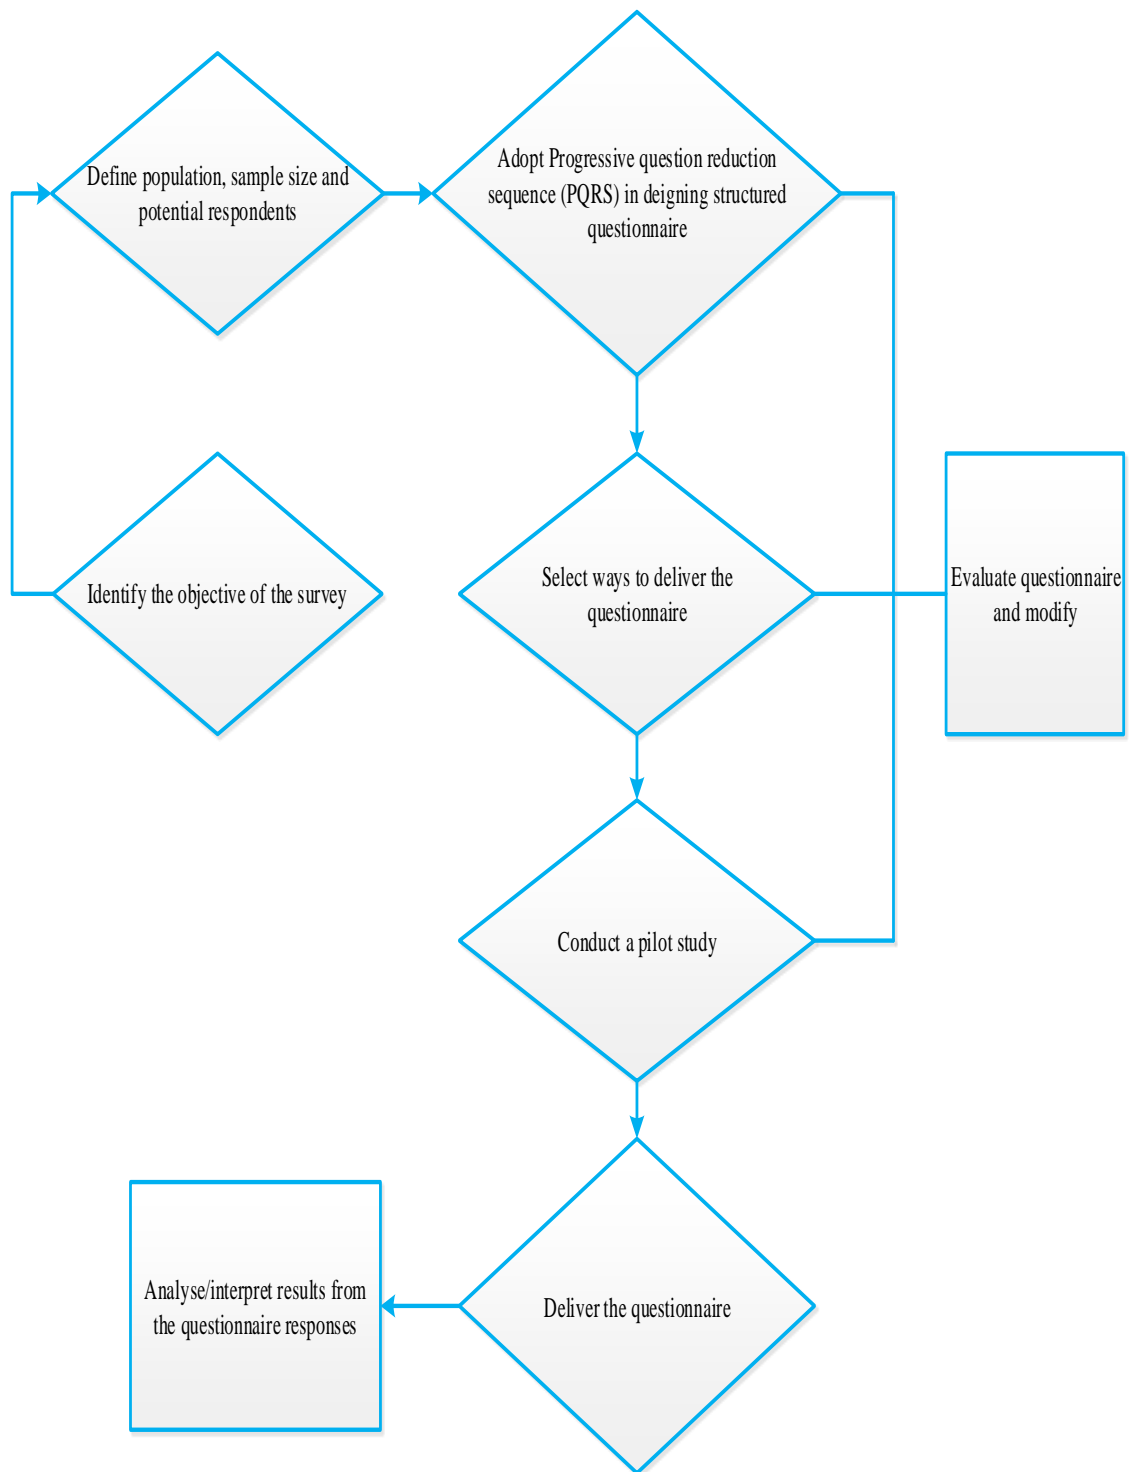 Define population, sample size and
potential respondents
Adopt Progressive question reduction
sequence (PQRS) in deigning structured
questionnaire
Identify the objective of the survey
Select ways to deliver the
questionnaire
Evaluate questionnaire
and modify
Conduct a pilot study
Analyse/interpret results from
the questionnaire responses
Deliver the questionnaire